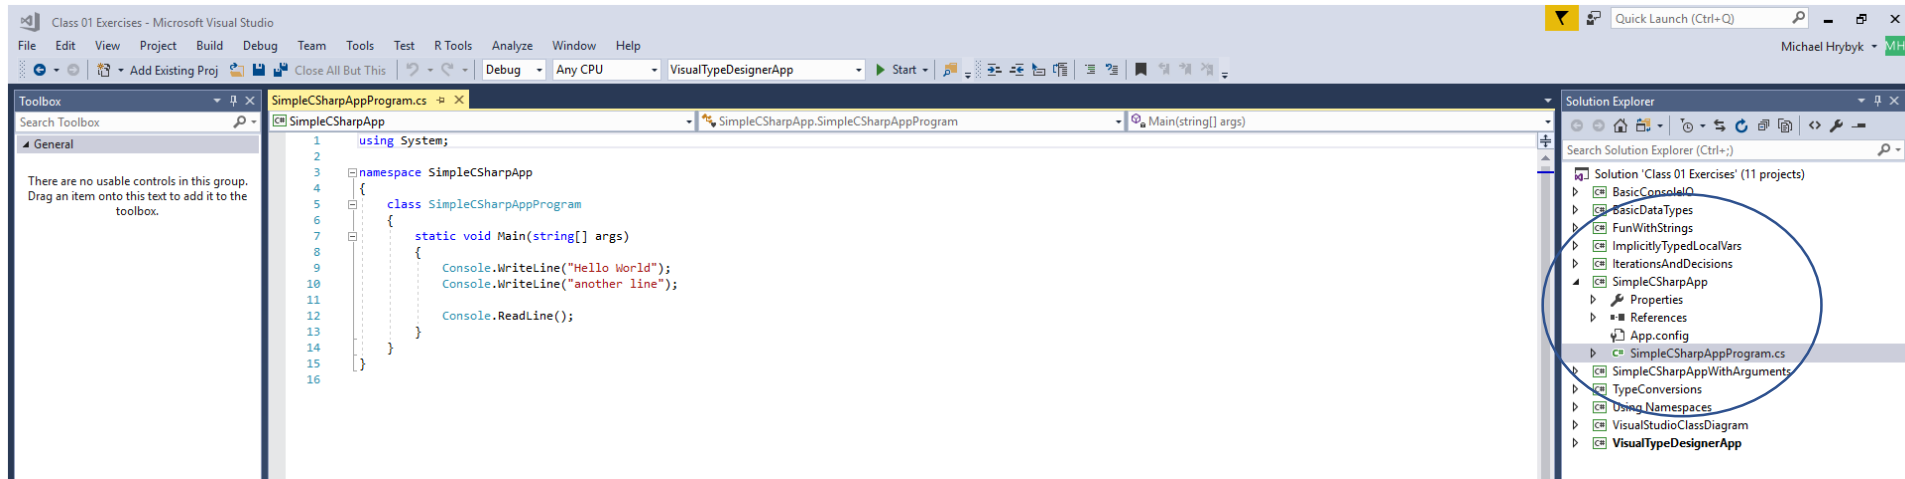 Class 01 Exercises - Microsoft Visual Studio
Quick Launch (Ctrl+Q)
File Edit View Project Build Debug Team Tools Test R Tools Analyze Window Help
Michael Hrybyk MH
Add Existing Proj Close All But This Debug Any CPU VisualTypeDesignerApp Start
Toolbox
Search Toolbox
General
There are no usable controls in this group.
Drag an item onto this text to add it to the
toolbox.
SimpleCSharpAppProgram.cs
C# SimpleCSharpApp SimpleCSharpApp.SimpleCSharpAppProgram Main(string[] args)
1 using System;
2
3 namespace SimpleCSharpApp
4 {
5 class SimpleCSharpAppProgram
6 {
7 static void Main(string[] args)
8 {
9 Console.WriteLine("Hello World");
10 Console.WriteLine("another line");
11
12 Console.ReadLine();
13 }
14 }
15 }
16
Solution Explorer
Search Solution Explorer (Ctrl+;)
Solution 'Class 01 Exercises' (11 projects)
C# BasicConsoleIO
C# BasicDataTypes
C# FunWithStrings
C# ImplicitlyTypedLocalVars
C# IterationsAndDecisions
C# SimpleCSharpApp
Properties
References
App.config
C# SimpleCSharpAppProgram.cs
C# SimpleCSharpAppWithArguments
C# TypeConversions
C# Using Namespaces
C# VisualStudioClassDiagram
C# VisualTypeDesignerApp